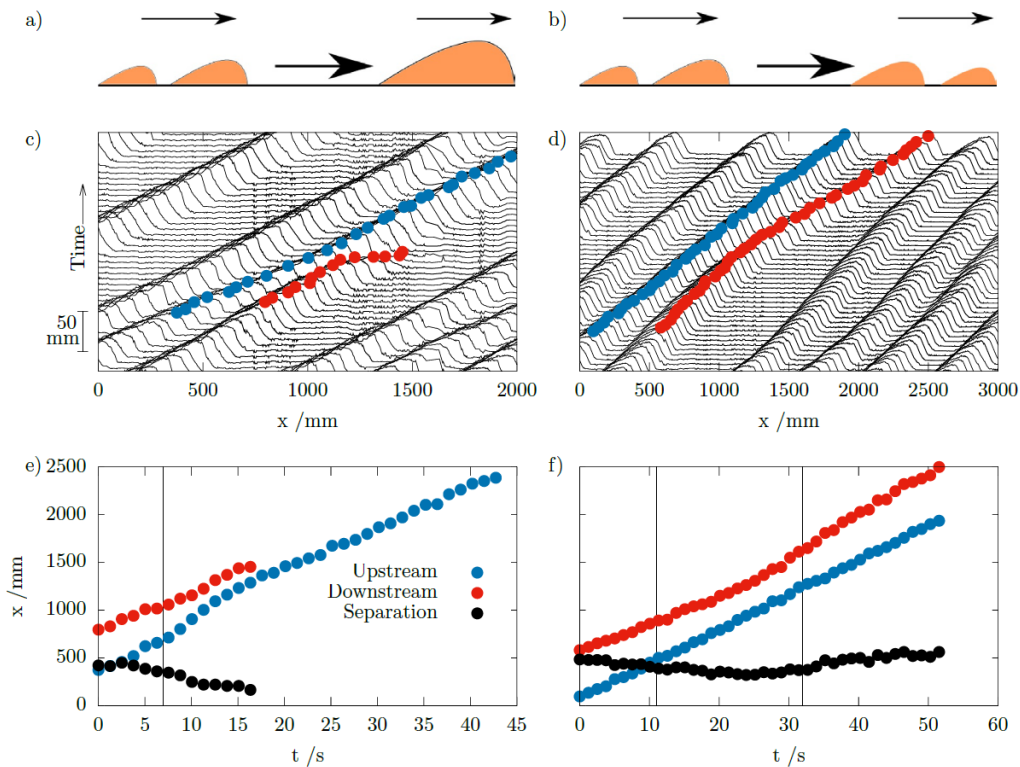 a)
b)
c)
d)
Time
50
mm
0 500 1000 1500 2000
0 500 1000 1500 2000 2500 3000
x /mm
x /mm
e)
f)
2500
2000
1500
1000
500
0
x /mm
Upstream
Downstream
Separation
0 5 10 15 20 25 30 35 40 45
0 10 20 30 40 50 60
t /s
t /s